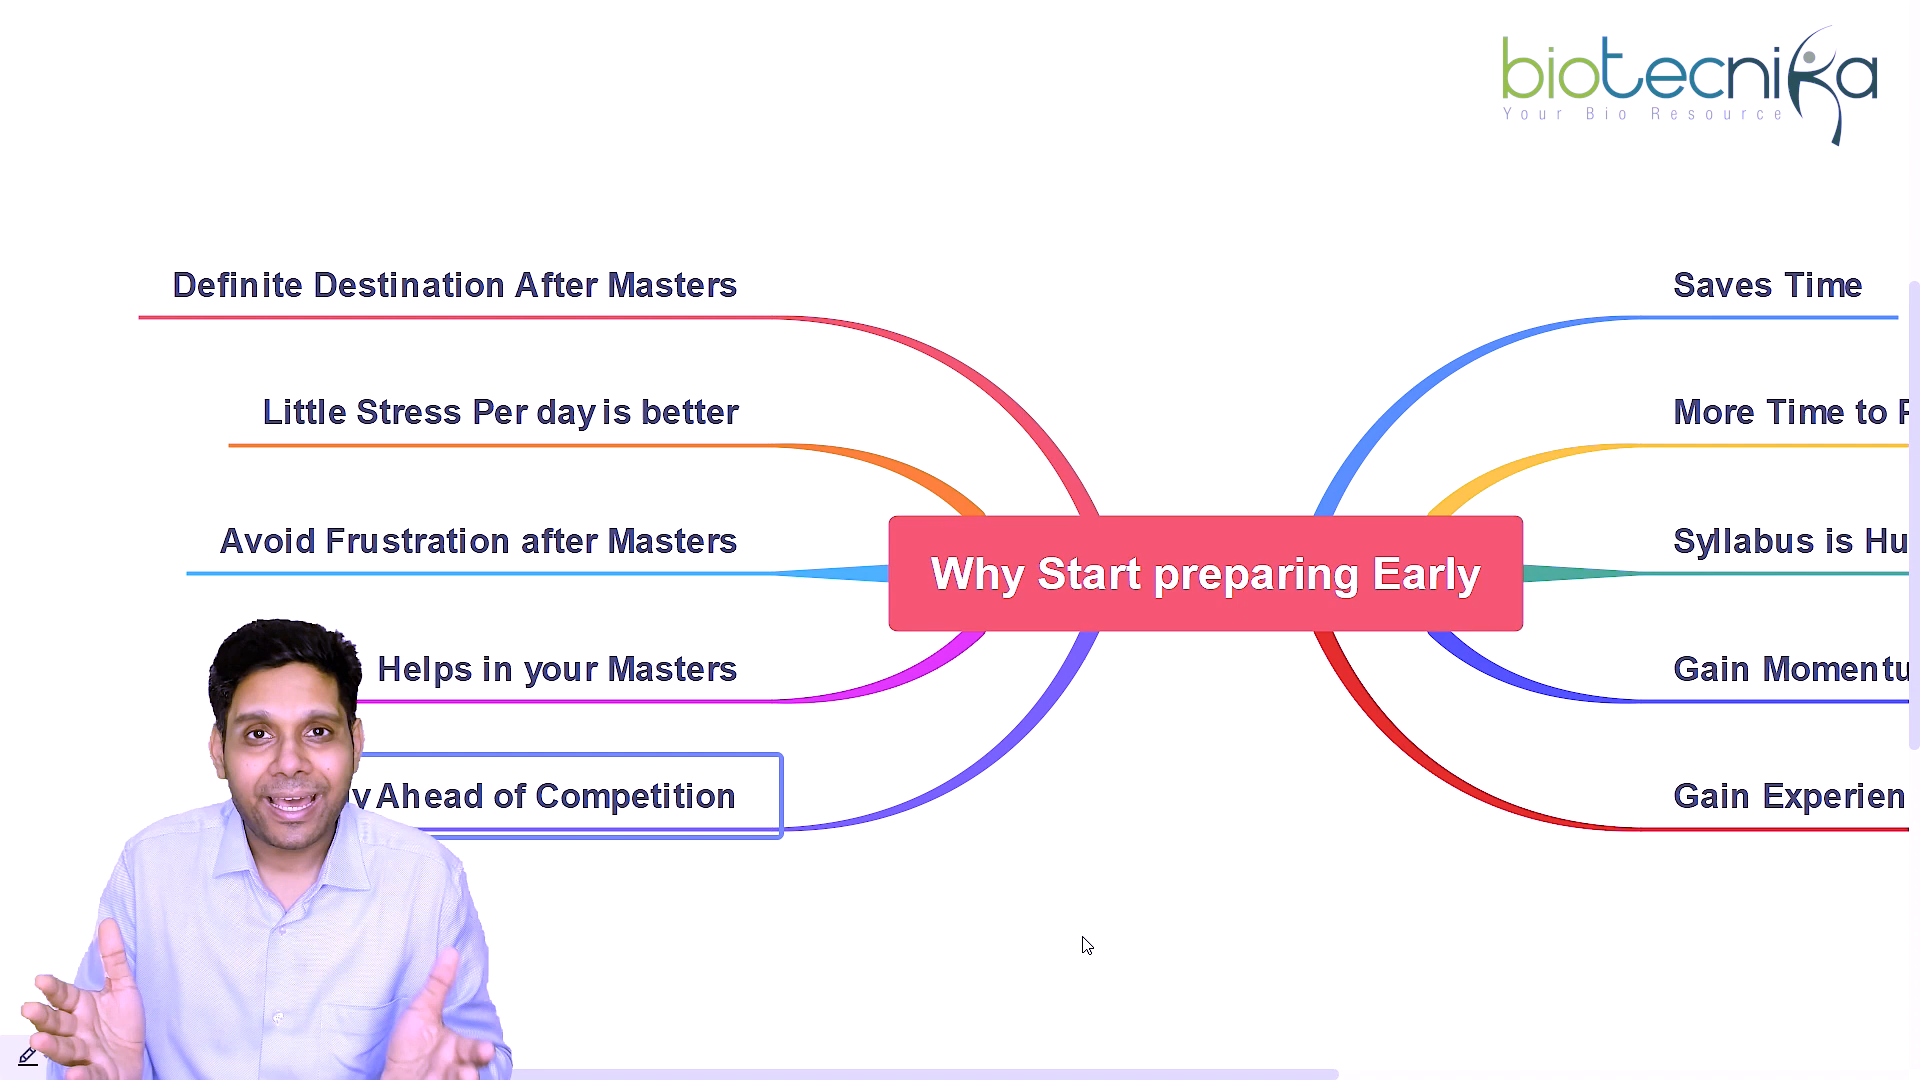 biotecnika
Your Bio Resource
Definite Destination After Masters
Little Stress Per day is better
Avoid Frustration after Masters
Helps in your Masters
Ahead of Competition
Why Start preparing Early
Saves Time
More Time to
Syllabus is
Gain
Gain